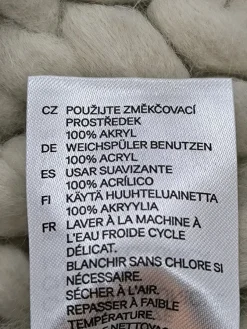 CZ POUŽIJTE ZMĚKČOVACÍ
PROSTŘEDEK
100% AKRYL
DE WEICHSPÜLER BENUTZEN
100% ACRYL
ES USAR SUAVIZANTE
100% ACRÍLICO
FI KÄYTÄ HUUHTELUAINETTA
100% AKRYYLIA
FR LAVER À LA MACHINE À
L'EAU FROIDE CYCLE
DÉLICAT.
BLANCHIR SANS CHLORE SI
NÉCESSAIRE.
SÉCHER À L'AIR.
REPASSER À FAIBLE
TEMPÉRATURE.
NE NETTOYAGE